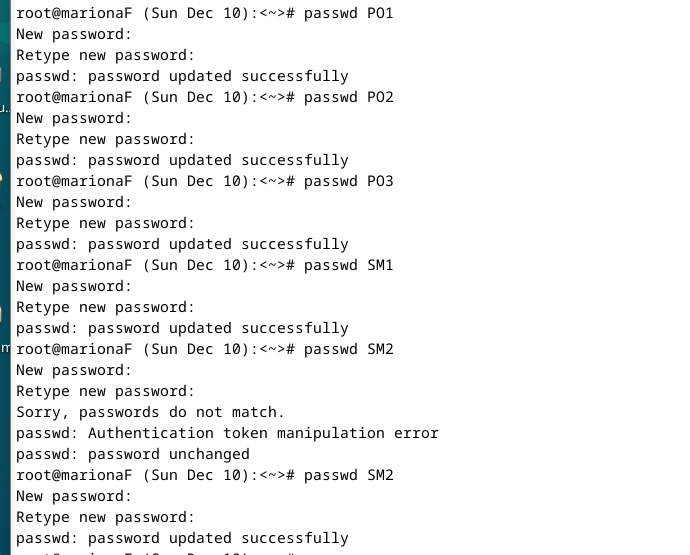 root@marionaF (Sun Dec 10):<~># passwd PO1
New password:
Retype new password:
passwd: password updated successfully
root@marionaF (Sun Dec 10):<~># passwd PO2
New password:
Retype new password:
passwd: password updated successfully
root@marionaF (Sun Dec 10):<~># passwd PO3
New password:
Retype new password:
passwd: password updated successfully
root@marionaF (Sun Dec 10):<~># passwd SM1
New password:
Retype new password:
passwd: password updated successfully
root@marionaF (Sun Dec 10):<~># passwd SM2
New password:
Retype new password:
Sorry, passwords do not match.
passwd: Authentication token manipulation error
passwd: password unchanged
root@marionaF (Sun Dec 10):<~># passwd SM2
New password:
Retype new password:
passwd: password updated successfully